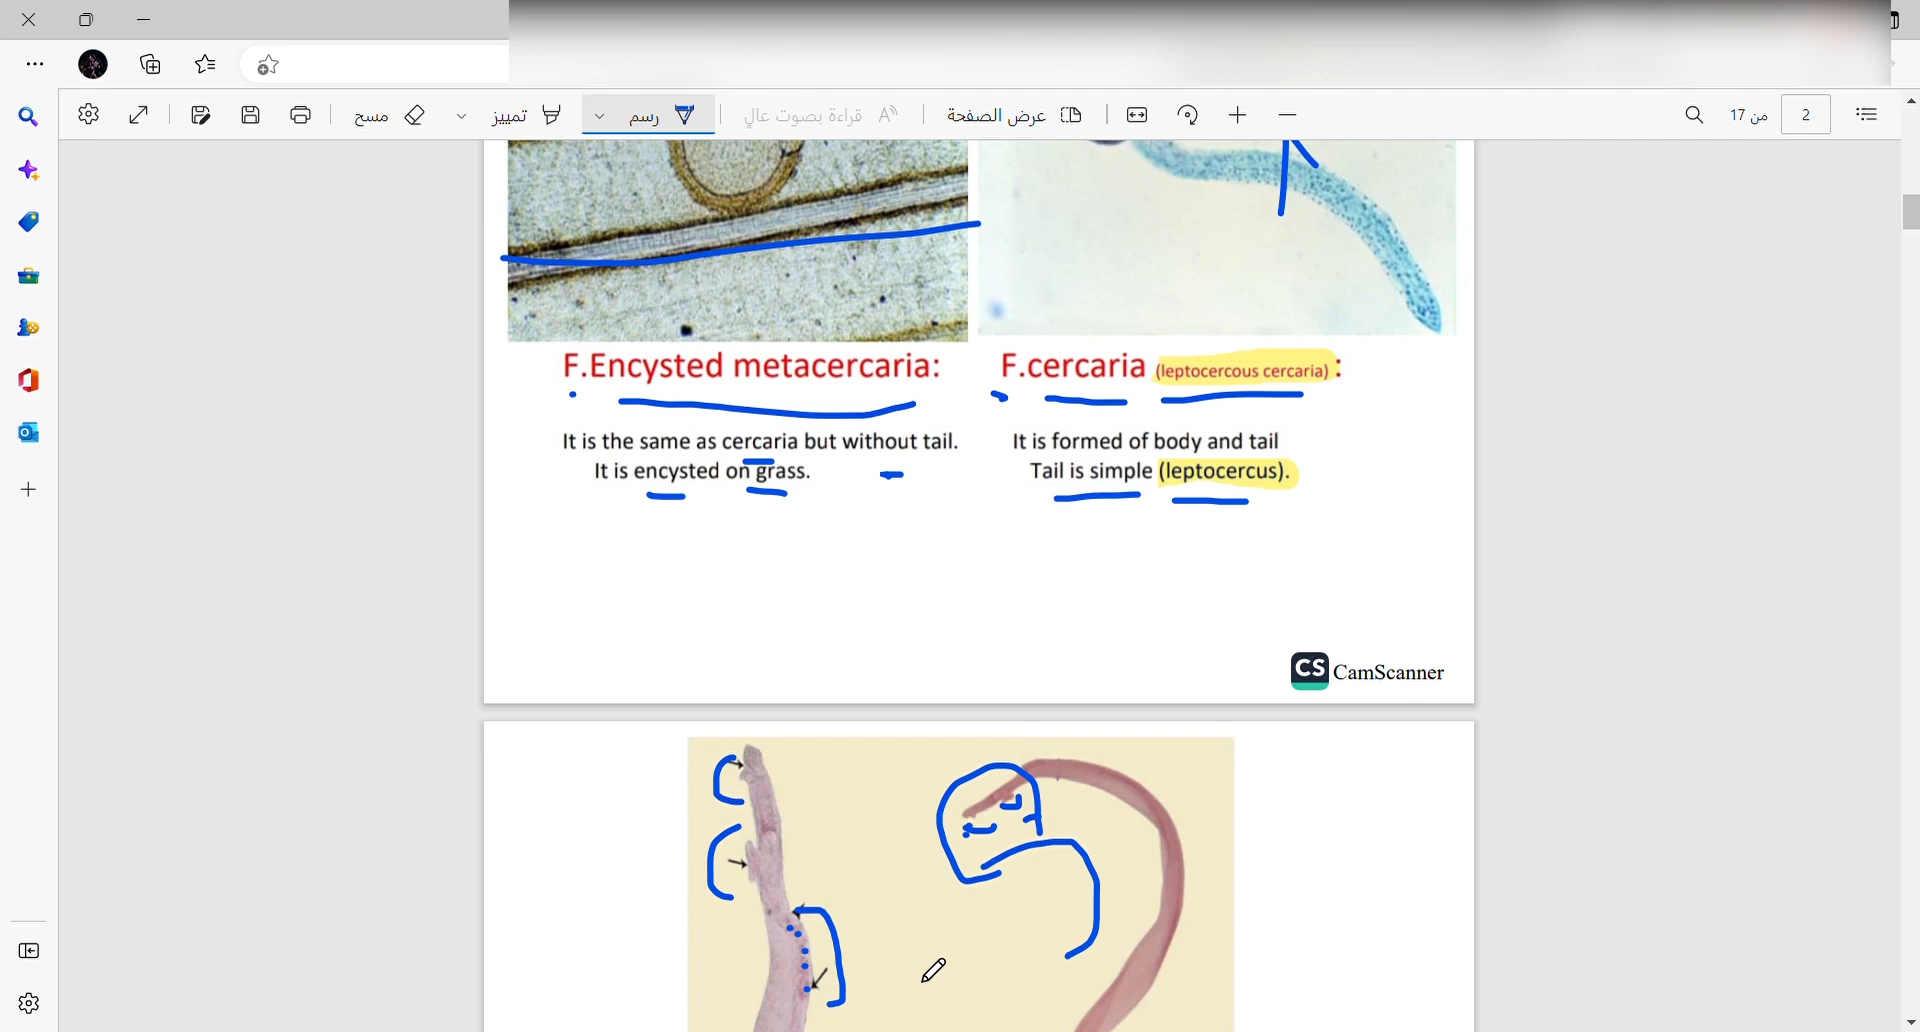 مسح
تمييز
رسم
قراءة بصوت عالٍ
عرض الصفحة
من 17
2
F.Encysted metacercaria:
It is the same as cercaria but without tail.
It is encysted on grass.
F.cercaria (leptocercous cercaria) :
It is formed of body and tail
Tail is simple (leptocercus).
CS CamScanner